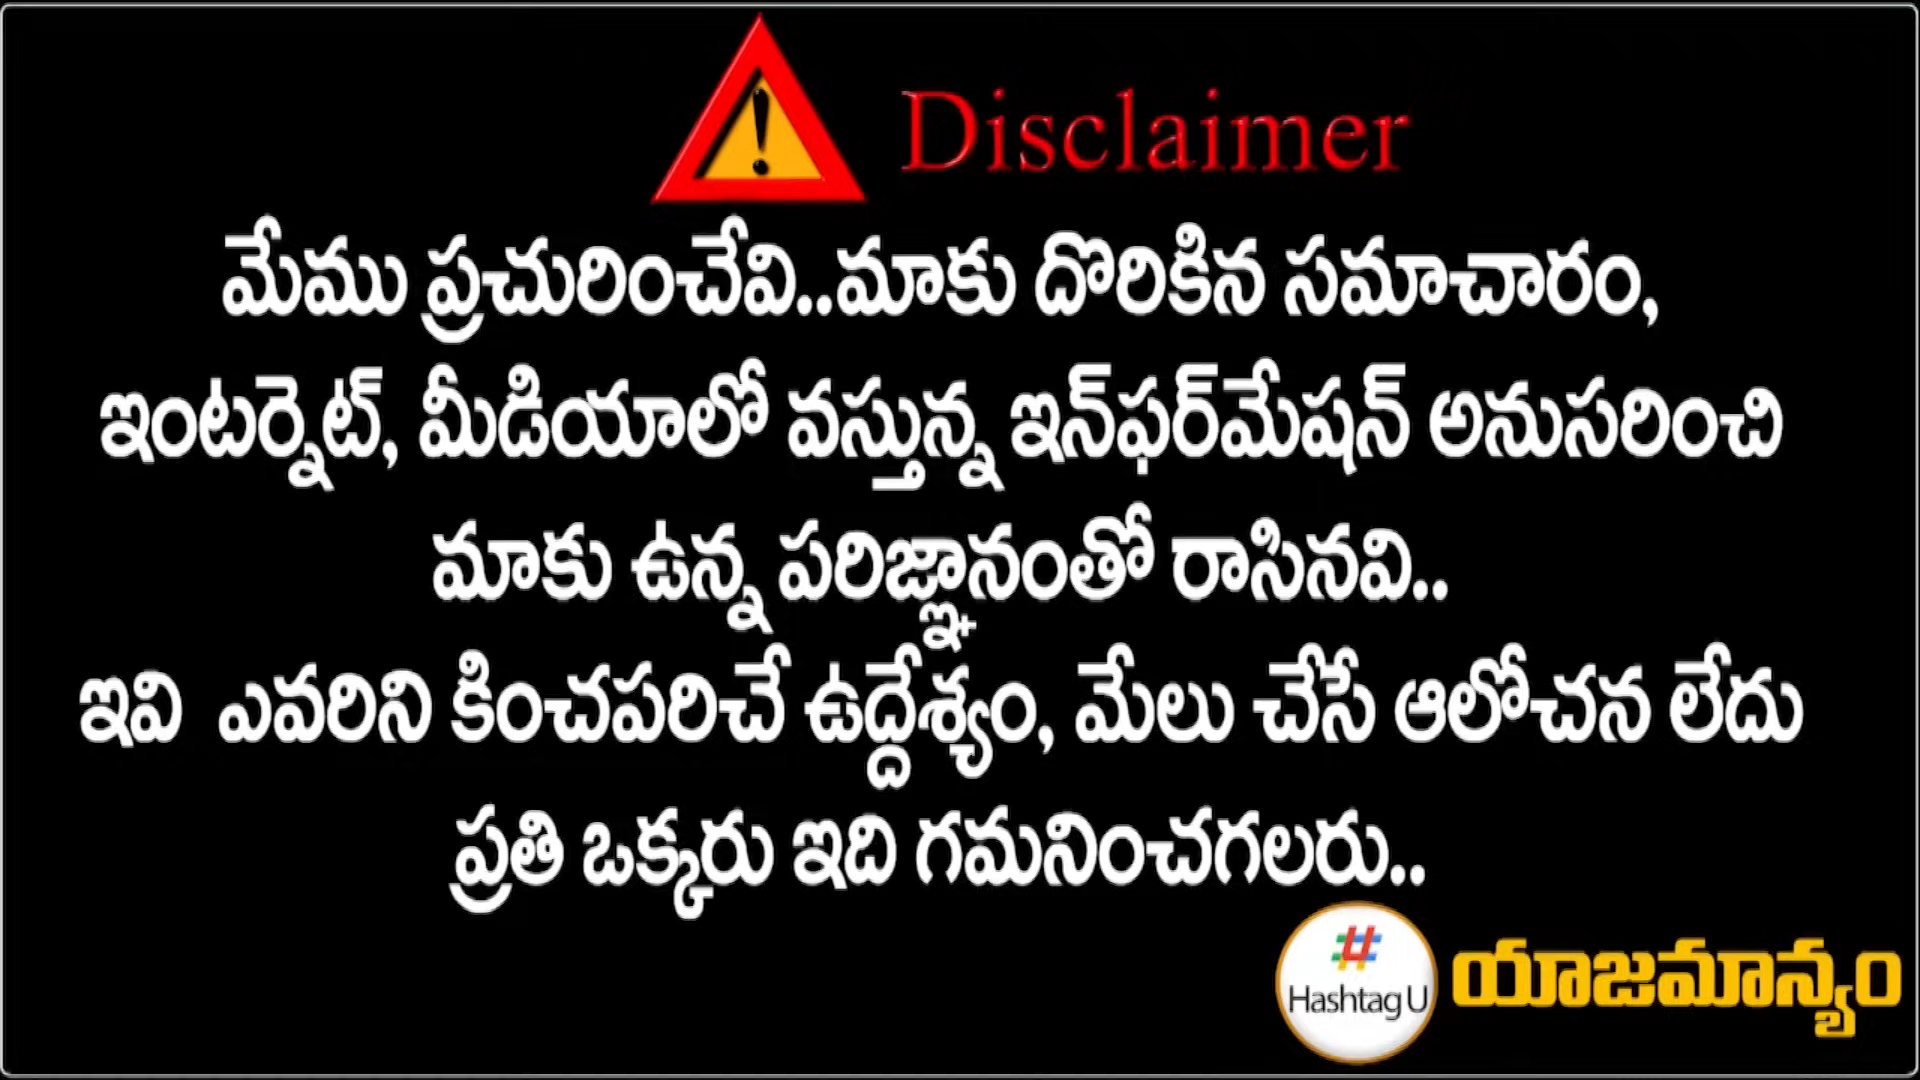 Disclaimer
మేము ప్రచురించేవి..మాకు దొరికిన సమాచారం,
ఇంటర్నెట్, మీడియాలో వస్తున్న ఇన్‌ఫర్‌మేషన్ అనుసరించి
మాకు ఉన్న పరిజ్ఞానంతో రాసినవి..
ఇవి ఎవరిని కించపరిచే ఉద్దేశ్యం, మేలు చేసే ఆలోచన లేదు
ప్రతి ఒక్కరు ఇది గమనించగలరు..
Hashtag U యాజమాన్యం